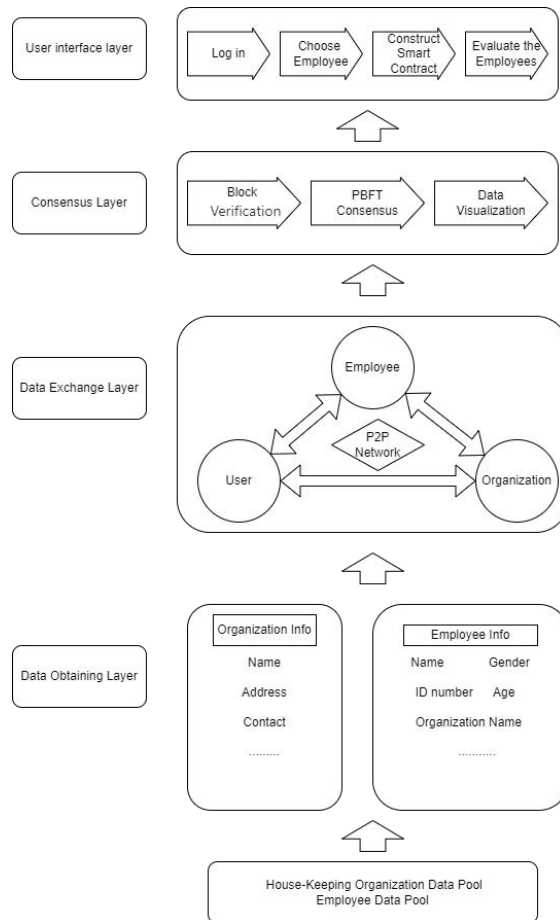 User interface layer
Log in
Choose
Employee
Construct
Smart
Contract
Evaluate the
Employees
Consensus Layer
Block
Verification
PBFT
Consensus
Data
Visualization
Data Exchange Layer
Employee
P2P
Network
User
Organization
Data Obtaining Layer
Organization Info
Name
Address
Contact
.........
Employee Info
Name Gender
ID number Age
Organization Name
...........
House-Keeping Organization Data Pool
Employee Data Pool